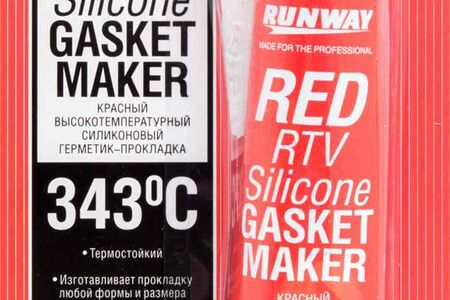 Silicone
GASKET
MAKER
КРАСНЫЙ
ВЫСОКОТЕМПЕРАТУРНЫЙ
СИЛИКОНОВЫЙ
ГЕРМЕТИК–ПРОКЛАДКА
343⁰C
• Термостойкий
• Изготавливает прокладку
любой формы и размера
RUNWAY
MADE FOR THE PROFESSIONAL
RED
RTV
Silicone
GASKET
MAKER
КРАСНЫЙ